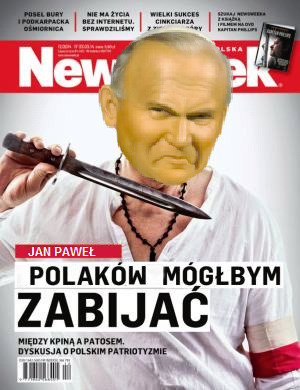 POSEŁ BURY
I PODKARPACKA
OŚMIORNICA
NIE MA ŻYCIA
BEZ INTERNETU.
SPRAWDZILIŚMY
WIELKI SUKCES
CINKCIARZA
SZUKAJ NEWSWEEKA
Z KSIĄŻKĄ
I FILMEM NA DVD
KAPITAN PHILLIPS
POLSKA
JAN PAWEŁ
POLAKÓW MÓGŁBYM
ZABIJAĆ
MIĘDZY KPINĄ A PATOSEM.
DYSKUSJA O POLSKIM PATRIOTYZMIE